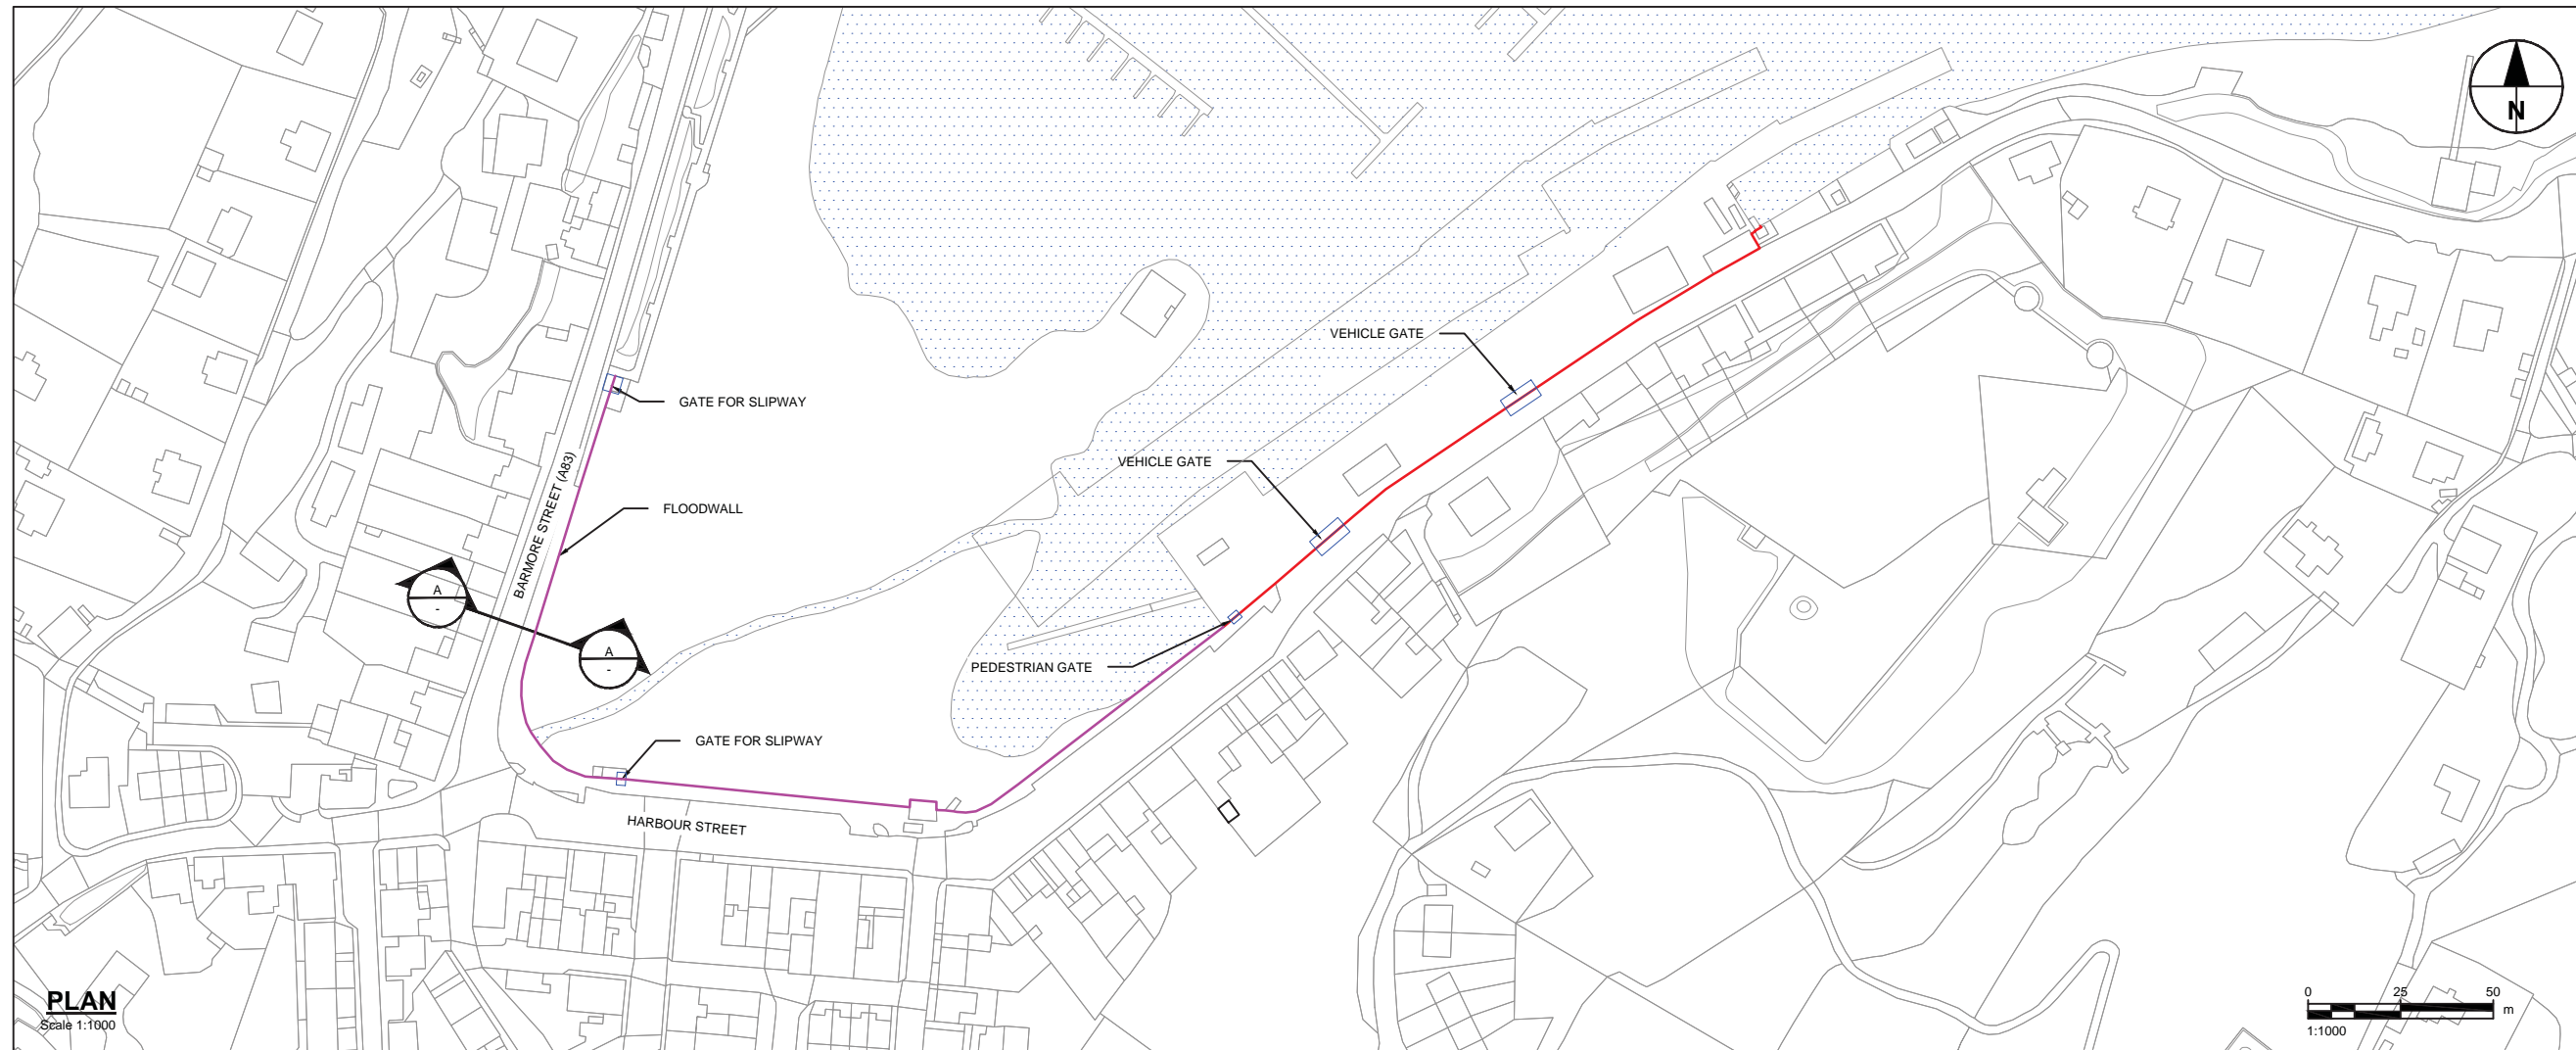 N
VEHICLE GATE
GATE FOR SLIPWAY
VEHICLE GATE
BARMORE STREET (A83)
FLOODWALL
A
-
A
-
PEDESTRIAN GATE
GATE FOR SLIPWAY
HARBOUR STREET
PLAN
Scale 1:1000
0 25 50
m
1:1000